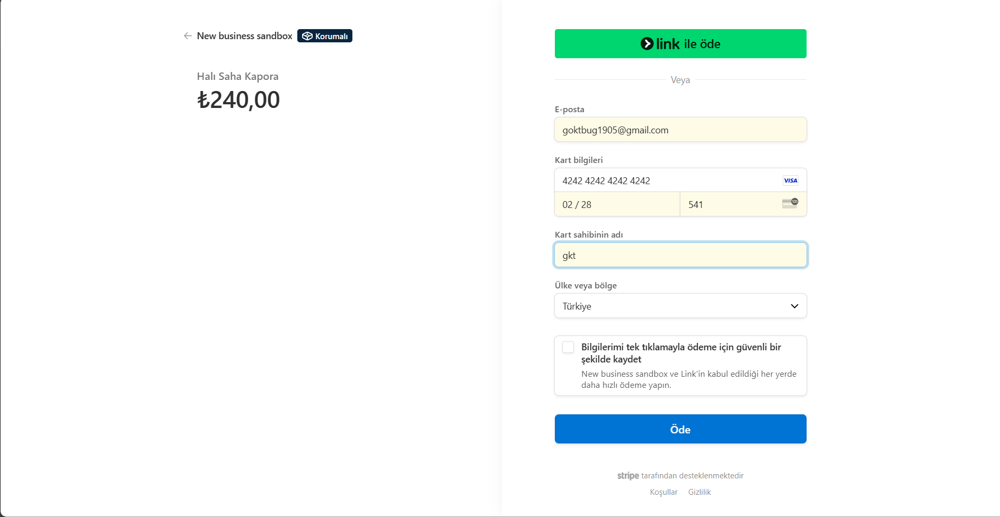 New business sandbox Korumalı
Halı Saha Kapora
₺240,00
link ile öde
Veya
E-posta
goktbug1905@gmail.com
Kart bilgileri
4242 4242 4242 4242 VISA
02 / 28 541 135
Kart sahibinin adı
gkt
Ülke veya bölge
Türkiye
Bilgilerimi tek tıklamayla ödeme için güvenli bir
şekilde kaydet
New business sandbox ve Link'in kabul edildiği her yerde
daha hızlı ödeme yapın.
Öde
stripe tarafından desteklenmektedir
Koşullar Gizlilik